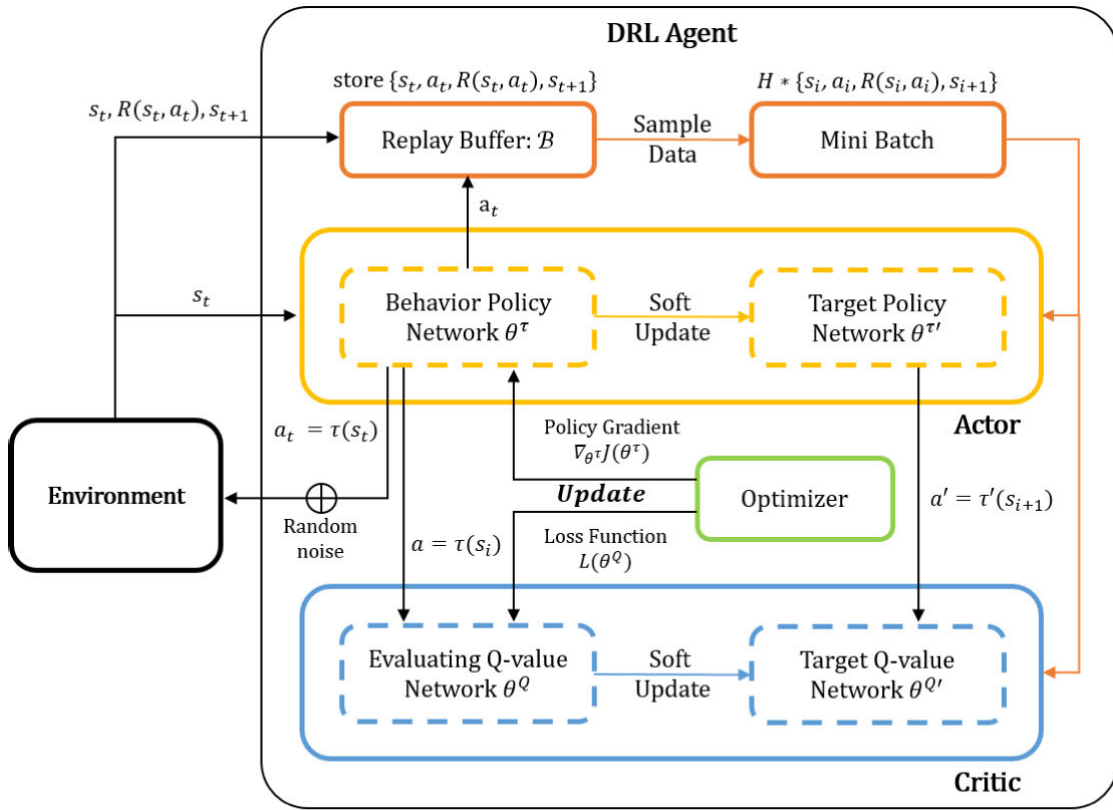 DRL Agent
store {s_t, a_t, R(s_t, a_t), s_{t+1}}
H ∗ {s_i, a_i, R(s_i, a_i), s_{i+1}}
s_t, R(s_t, a_t), s_{t+1}
Replay Buffer: ℬ
Sample
Data
Mini Batch
a_t
s_t
Behavior Policy
Network θ^τ
Soft
Update
Target Policy
Network θ^{τ′}
Actor
a_t = τ(s_t)
Policy Gradient
∇_{θ^τ}J(θ^τ)
Environment
Update
Optimizer
a′ = τ′(s_{i+1})
Random
noise
a = τ(s_i)
Loss Function
L(θ^Q)
Evaluating Q-value
Network θ^Q
Soft
Update
Target Q-value
Network θ^{Q′}
Critic